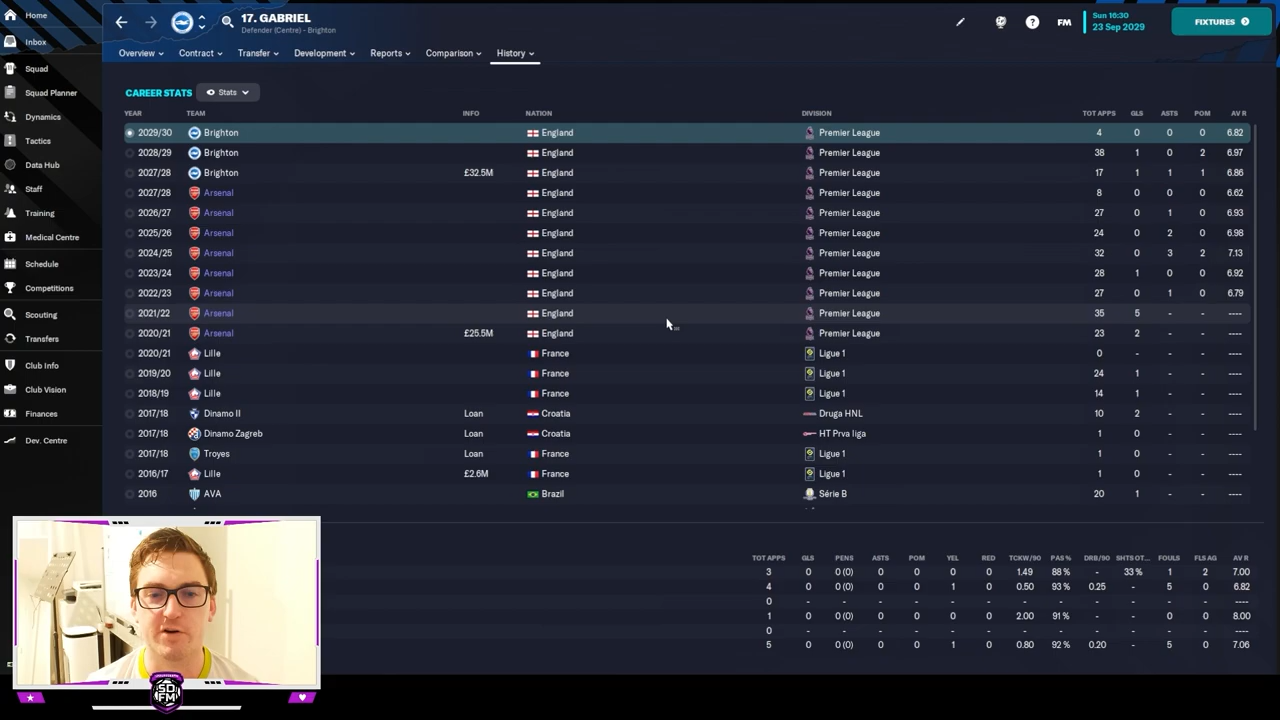 Home
Inbox
Squad
Squad Planner
Dynamics
Tactics
Data Hub
Staff
Training
Medical Centre
Schedule
Competitions
Scouting
Transfers
Club Info
Club Vision
Finances
Dev. Centre
17. GABRIEL
Defender (Centre) - Brighton
FM
Sun 16:30
23 Sep 2029
FIXTURES
Overview Contract Transfer Development Reports Comparison History
CAREER STATS Stats
YEAR TEAM INFO NATION DIVISION TOT APPS GLS ASTS POM AV R
2029/30 Brighton England Premier League 4 0 0 0 6.82
2028/29 Brighton England Premier League 38 1 0 2 6.97
2027/28 Brighton £32.5M England Premier League 17 1 1 1 6.86
2027/28 Arsenal England Premier League 8 0 0 0 6.62
2026/27 Arsenal England Premier League 27 0 1 0 6.93
2025/26 Arsenal England Premier League 24 0 2 0 6.98
2024/25 Arsenal England Premier League 32 0 3 2 7.13
2023/24 Arsenal England Premier League 28 1 0 0 6.92
2022/23 Arsenal England Premier League 27 0 1 0 6.79
2021/22 Arsenal England Premier League 35 5 - - ----
2020/21 Arsenal £25.5M England Premier League 23 2 - - ----
2020/21 Lille France Ligue 1 0 - - - ----
2019/20 Lille France Ligue 1 24 1 - - ----
2018/19 Lille France Ligue 1 14 1 - - ----
2017/18 Dinamo II Loan Croatia Druga HNL 10 2 - - ----
2017/18 Dinamo Zagreb Loan Croatia HT Prva liga 1 0 - - ----
2017/18 Troyes Loan France Ligue 1 1 0 - - ----
2016/17 Lille £2.6M France Ligue 1 1 0 - - ----
2016 AVA Brazil Série B 20 1 - - ----
TOT APPS GLS PENS ASTS POM YEL RED TCKW/90 PAS % DRB/90 SHTS OT... FOULS FLS AG AV R
3 0 0 (0) 0 0 0 0 1.49 88 % - 33 % 1 2 7.00
4 0 0 (0) 0 0 1 0 0.50 93 % 0.25 - 5 0 6.82
0 - - - - - - - - - - - - ----
1 0 0 (0) 0 0 0 0 2.00 91 % - - 0 0 8.00
0 - - - - - - - - - - - - ----
5 0 0 (0) 0 0 1 0 0.80 92 % 0.20 - 5 0 7.06
SD
FM